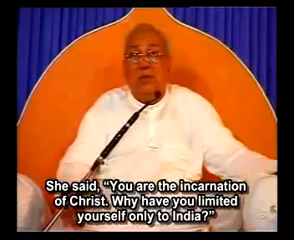 She said, "You are the incarnation
of Christ. Why have you limited
yourself only to India?"